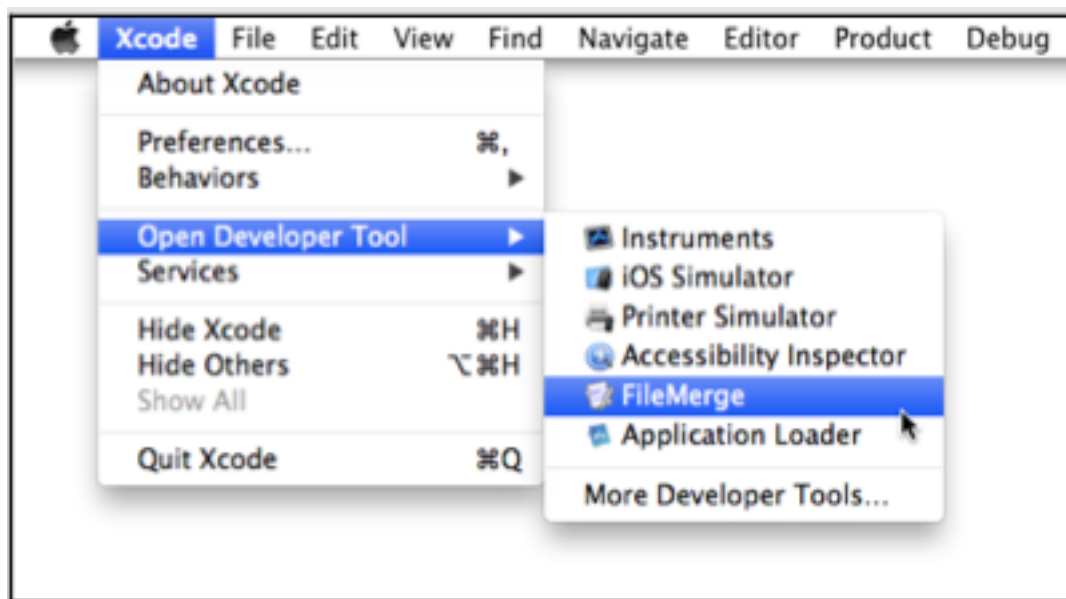 Xcode File Edit View Find Navigate Editor Product Debug
About Xcode
Preferences... ⌘,
Behaviors ▶
Open Developer Tool ▶
Services ▶
Hide Xcode ⌘H
Hide Others ⌥⌘H
Show All
Quit Xcode ⌘Q
Instruments
iOS Simulator
Printer Simulator
Accessibility Inspector
FileMerge
Application Loader
More Developer Tools...